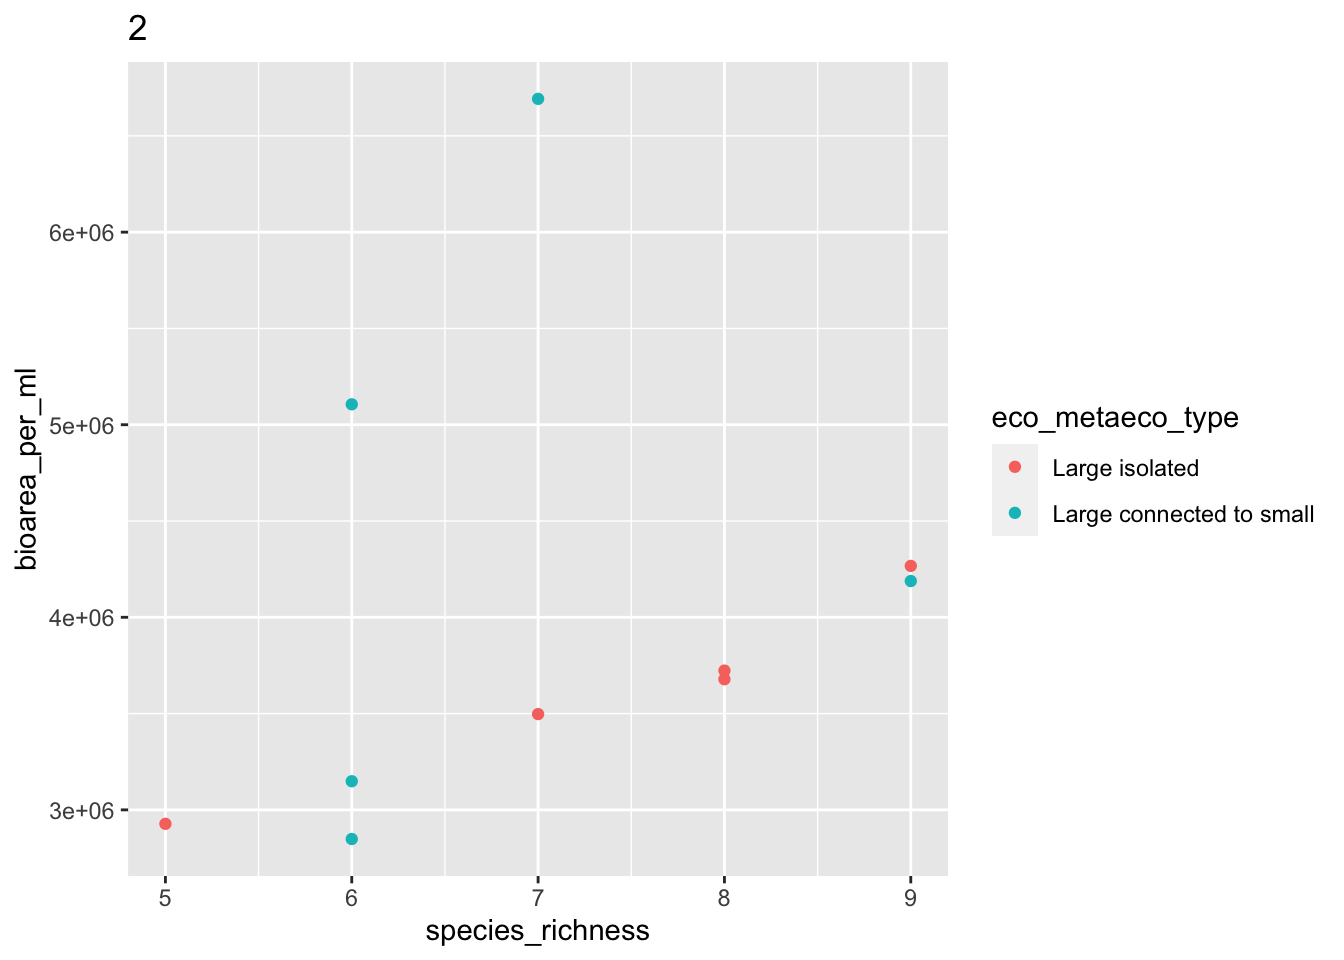 2
bioarea_per_ml
6e+06
5e+06
4e+06
3e+06
5 6 7 8 9
species_richness
eco_metaeco_type
Large isolated
Large connected to small